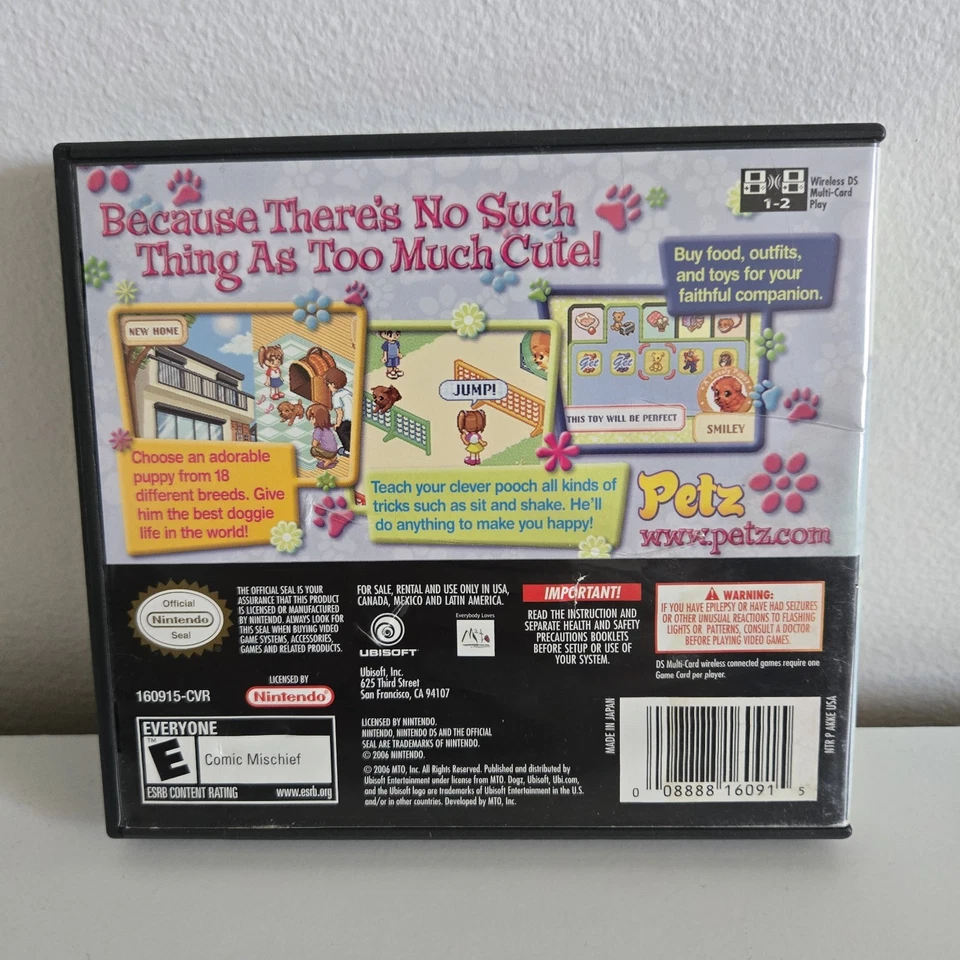 Because There's No Such
Thing As Too Much Cute!
Wireless DS
Multi-Card
Play
1-2
Buy food, outfits,
and toys for your
faithful companion.
NEW HOME
JUMP!
Get
Get
THIS TOY WILL BE PERFECT
SMILEY
Choose an adorable
puppy from 18
different breeds. Give
him the best doggie
life in the world!
Teach your clever pooch all kinds of
tricks such as sit and shake. He'll
do anything to make you happy!
Petz
www.petz.com
Official
Nintendo
Seal
THE OFFICIAL SEAL IS YOUR
ASSURANCE THAT THIS PRODUCT
IS LICENSED OR MANUFACTURED
BY NINTENDO. ALWAYS LOOK FOR
THIS SEAL WHEN BUYING VIDEO
GAME SYSTEMS, ACCESSORIES,
GAMES AND RELATED PRODUCTS.
160915-CVR
LICENSED BY
Nintendo
EVERYONE
E
TM
Comic Mischief
ESRB CONTENT RATING www.esrb.org
FOR SALE, RENTAL AND USE ONLY IN USA,
CANADA, MEXICO AND LATIN AMERICA.
UBISOFT
Everybody Loves
Ubisoft, Inc.
625 Third Street
San Francisco, CA 94107
LICENSED BY NINTENDO.
NINTENDO, NINTENDO DS AND THE OFFICIAL
SEAL ARE TRADEMARKS OF NINTENDO.
© 2006 NINTENDO.
© 2006 MTO, Inc. All Rights Reserved. Published and distributed by
Ubisoft Entertainment under license from MTO. Dogz, Ubisoft, Ubi.com,
and the Ubisoft logo are trademarks of Ubisoft Entertainment in the U.S.
and/or in other countries. Developed by MTO, Inc.
IMPORTANT!
READ THE INSTRUCTION AND
SEPARATE HEALTH AND SAFETY
PRECAUTIONS BOOKLETS
BEFORE SETUP OR USE OF
YOUR SYSTEM.
WARNING:
IF YOU HAVE EPILEPSY OR HAVE HAD SEIZURES
OR OTHER UNUSUAL REACTIONS TO FLASHING
LIGHTS OR PATTERNS, CONSULT A DOCTOR
BEFORE PLAYING VIDEO GAMES.
DS Multi-Card wireless connected games require one
Game Card per player.
MADE IN JAPAN
0 08888 16091 5
NTR P AKKE USA